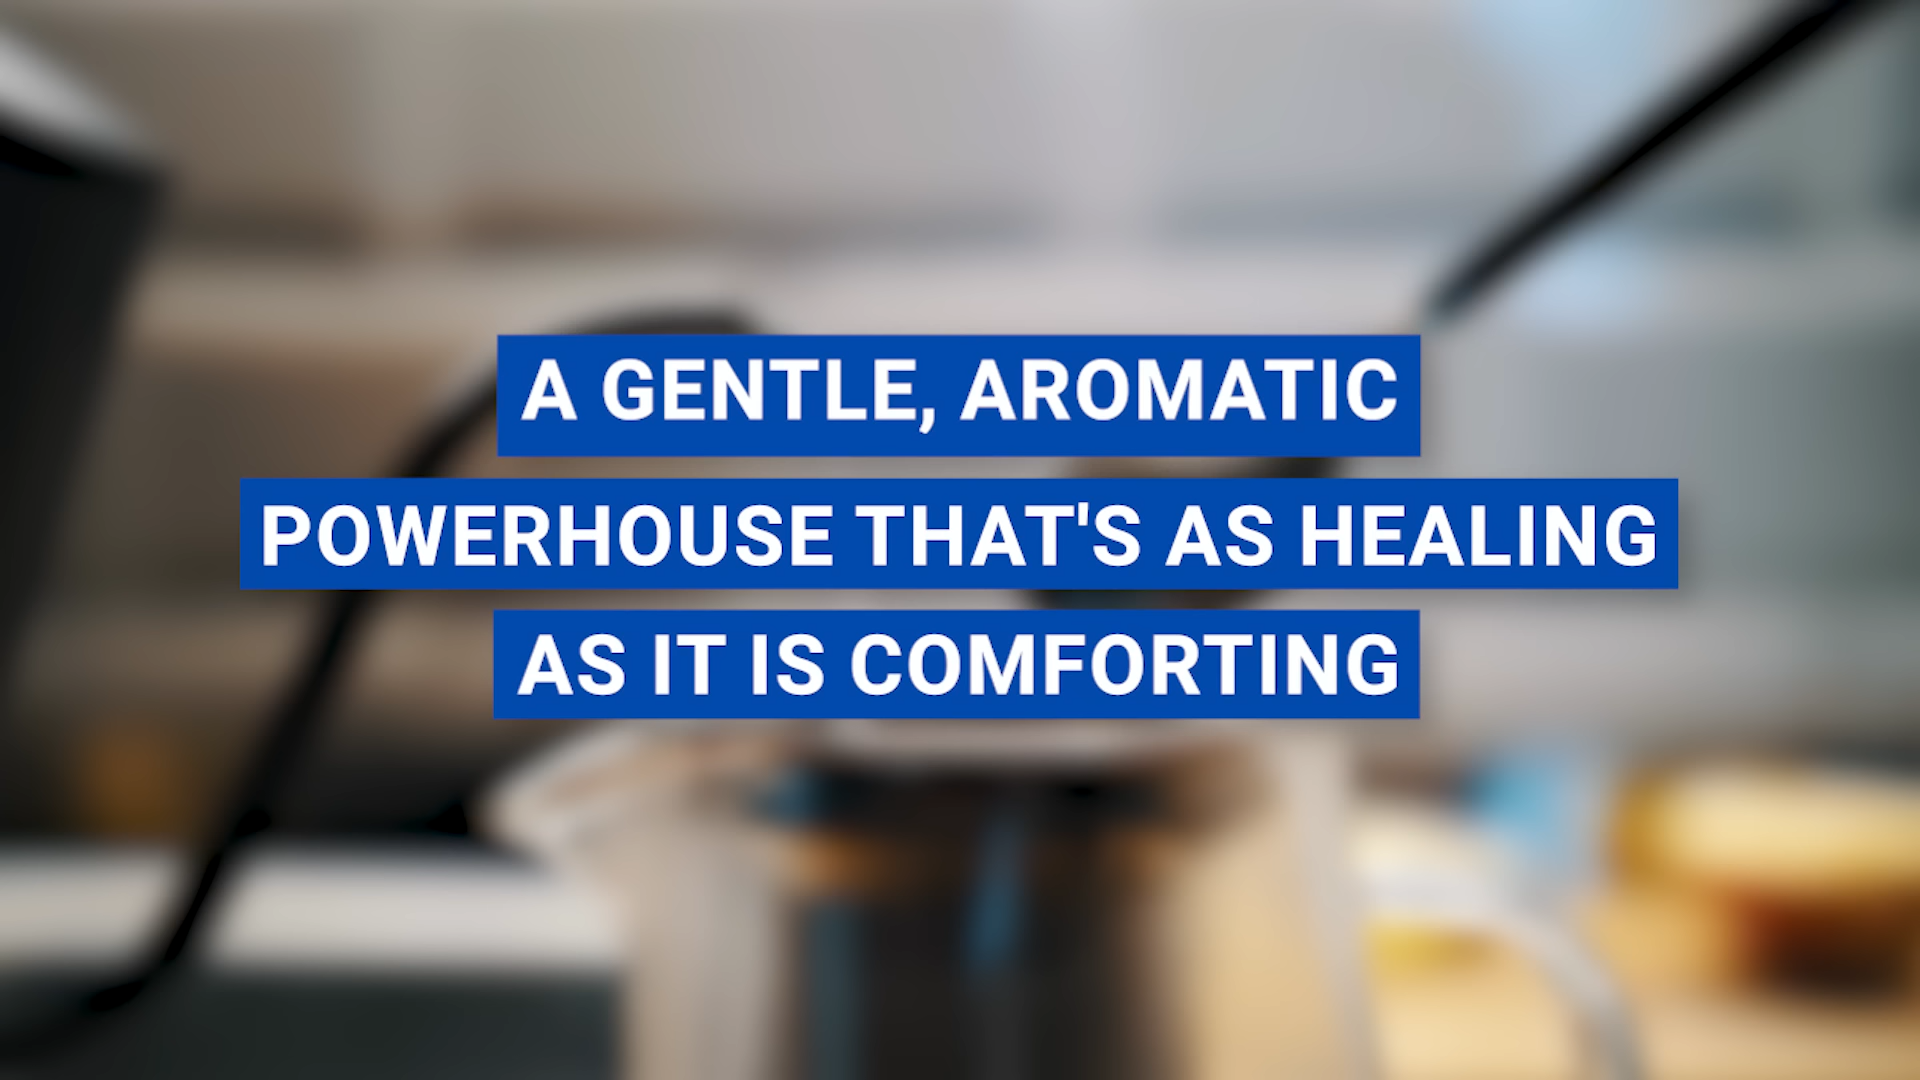 A GENTLE, AROMATIC
POWERHOUSE THAT'S AS HEALING
AS IT IS COMFORTING